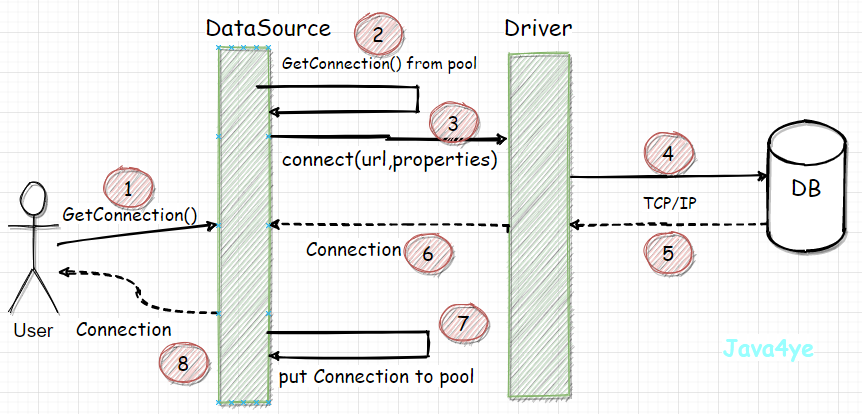 DataSource
Driver
2
GetConnection() from pool
3
connect(url,properties)
4
DB
1
GetConnection()
TCP/IP
Connection
6
5
User
Connection
7
8
put Connection to pool
Java4ye